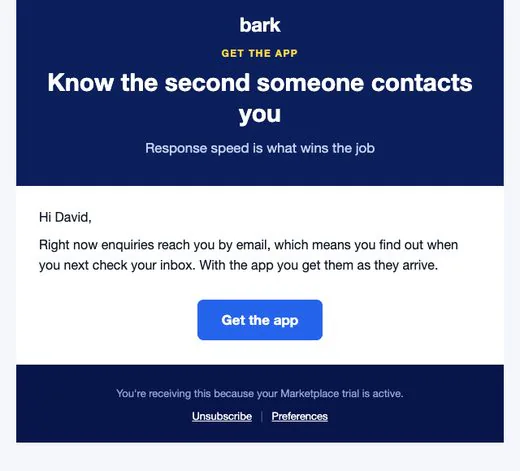 bark
GET THE APP
Know the second someone contacts
you
Response speed is what wins the job
Hi David,
Right now enquiries reach you by email, which means you find out when
you next check your inbox. With the app you get them as they arrive.
Get the app
You're receiving this because your Marketplace trial is active.
Unsubscribe | Preferences